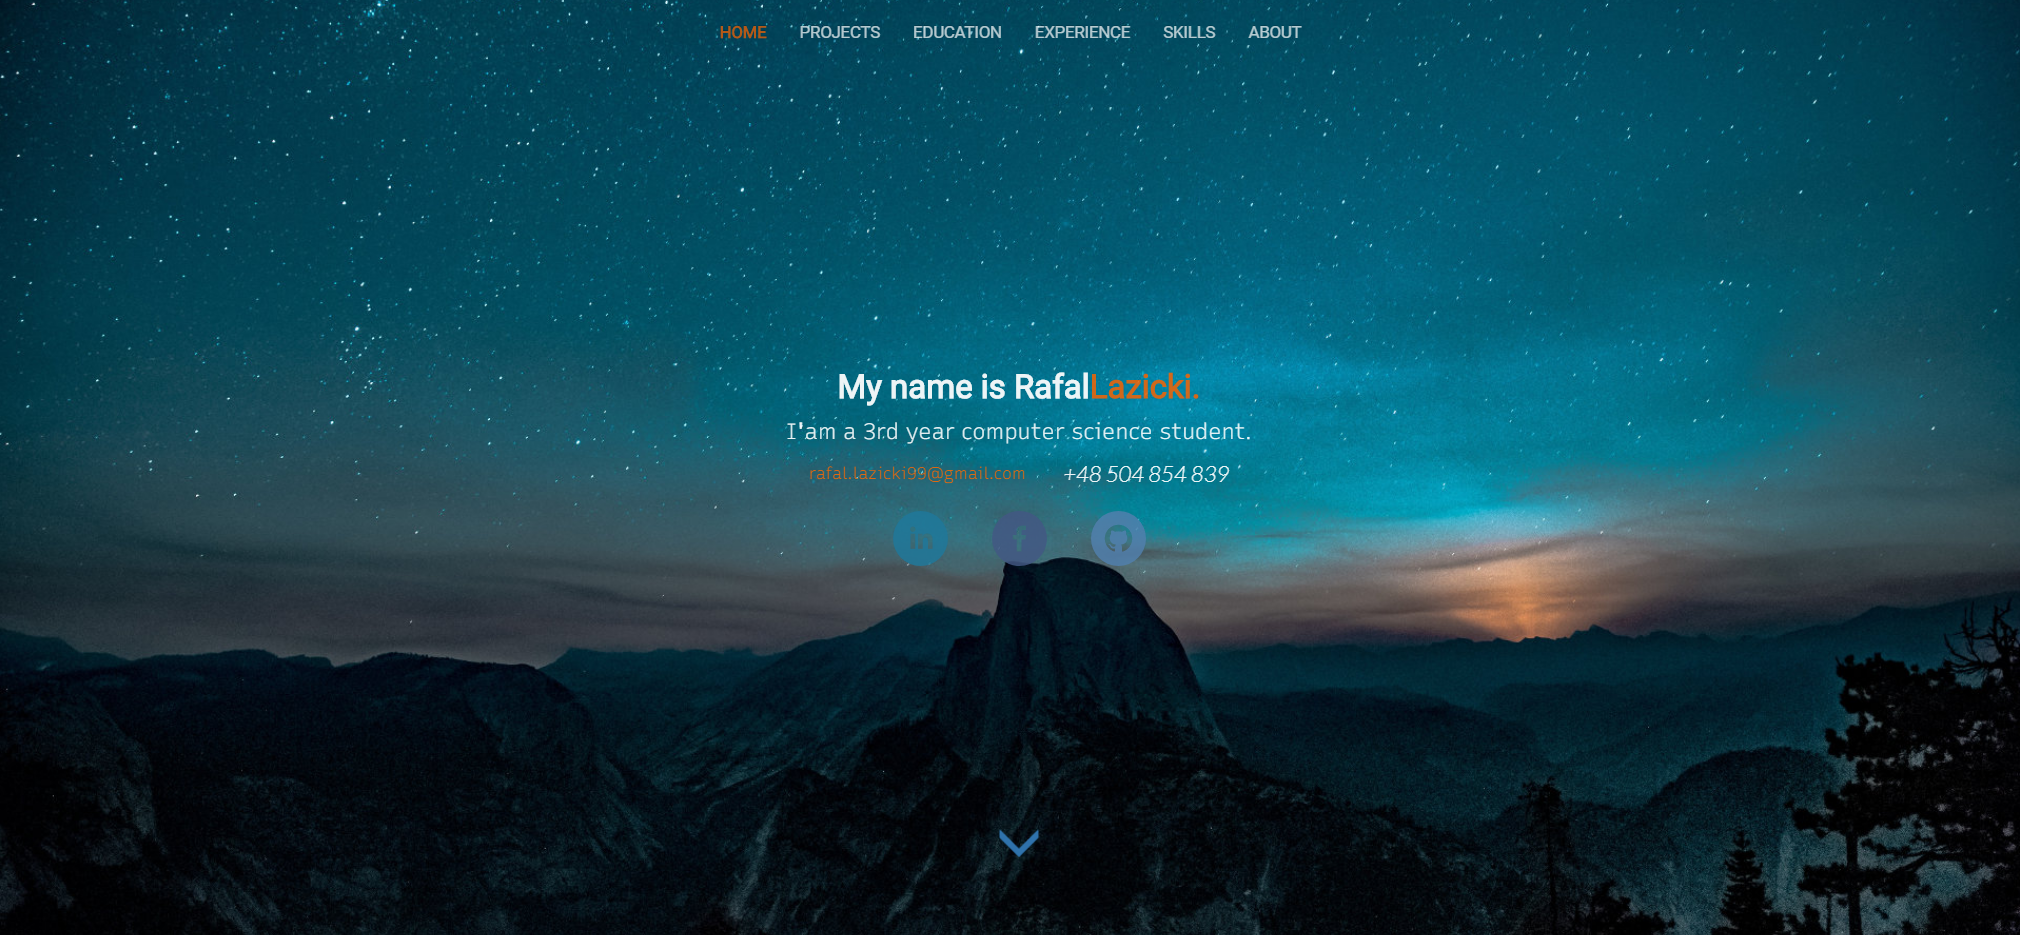 HOME PROJECTS EDUCATION EXPERIENCE SKILLS ABOUT
My name is RafalLazicki.
I'am a 3rd year computer science student.
rafal.lazicki99@gmail.com +48 504 854 839
in f